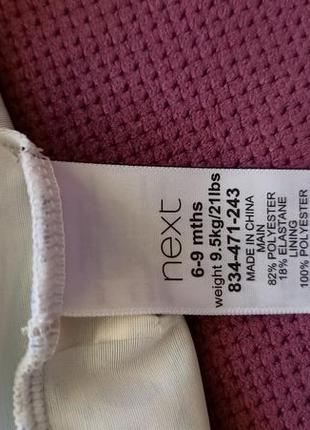 next
6-9 mths
weight 9.5kg/21lbs
834-471-243
MADE IN CHINA
MAIN
82% POLYESTER
18% ELASTANE
LINING
100% POLYESTER